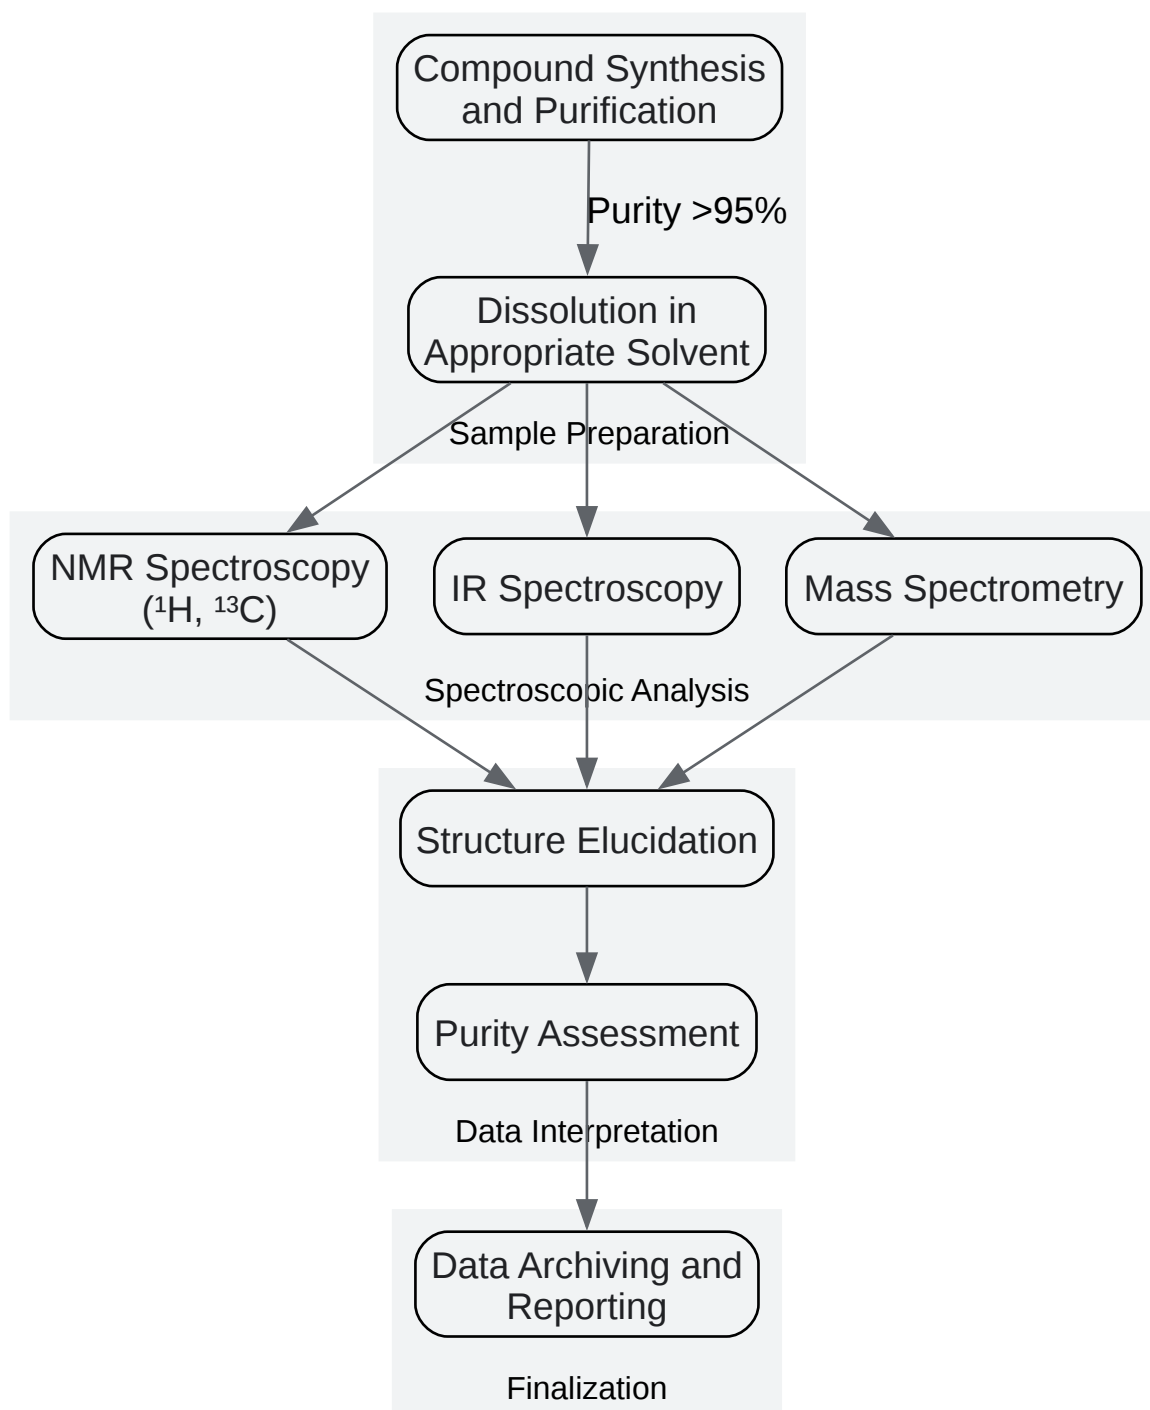 Compound Synthesis
and Purification
Purity >95%
Dissolution in
Appropriate Solvent
Sample Preparation
NMR Spectroscopy
(¹H, ¹³C)
IR Spectroscopy
Mass Spectrometry
Spectroscopic Analysis
Structure Elucidation
Purity Assessment
Data Interpretation
Data Archiving and
Reporting
Finalization